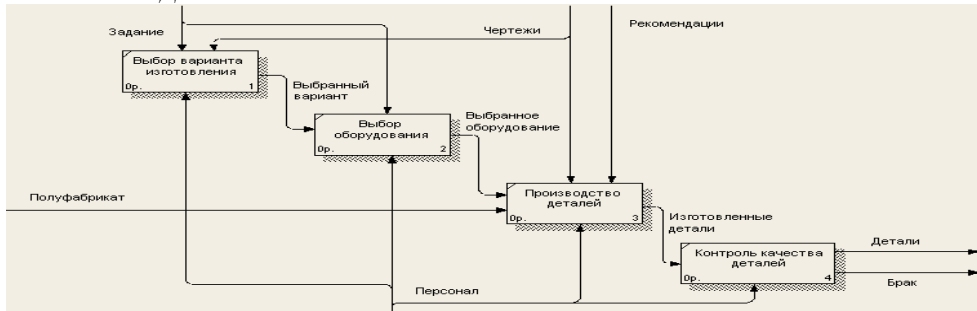 Задание
Чертежи
Рекомендации
Выбор варианта
изготовления
0р.
1
Выбранный
вариант
Выбор
оборудования
0р.
2
Выбранное
оборудование
Полуфабрикат
Производство
деталей
0р.
3
Изготовленные
детали
Контроль качества
деталей
0р.
4
Детали
Брак
Персонал